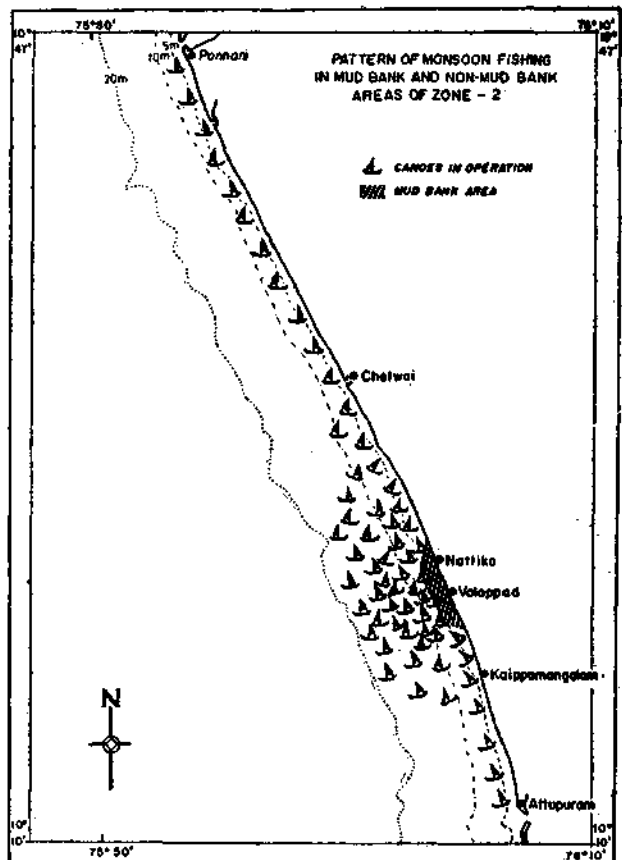 75°50'
76°10'
10°
47'
10°
47'
5m
10m
20m
Ponnani
PATTERN OF MONSOON FISHING
IN MUD BANK AND NON-MUD BANK
AREAS OF ZONE – 2
CANOES IN OPERATION
MUD BANK AREA
Chetwai
Nattika
Valappad
Kaippamangalam
N
Attupuram
10°
10'
10°
10'
75°50'
76°10'